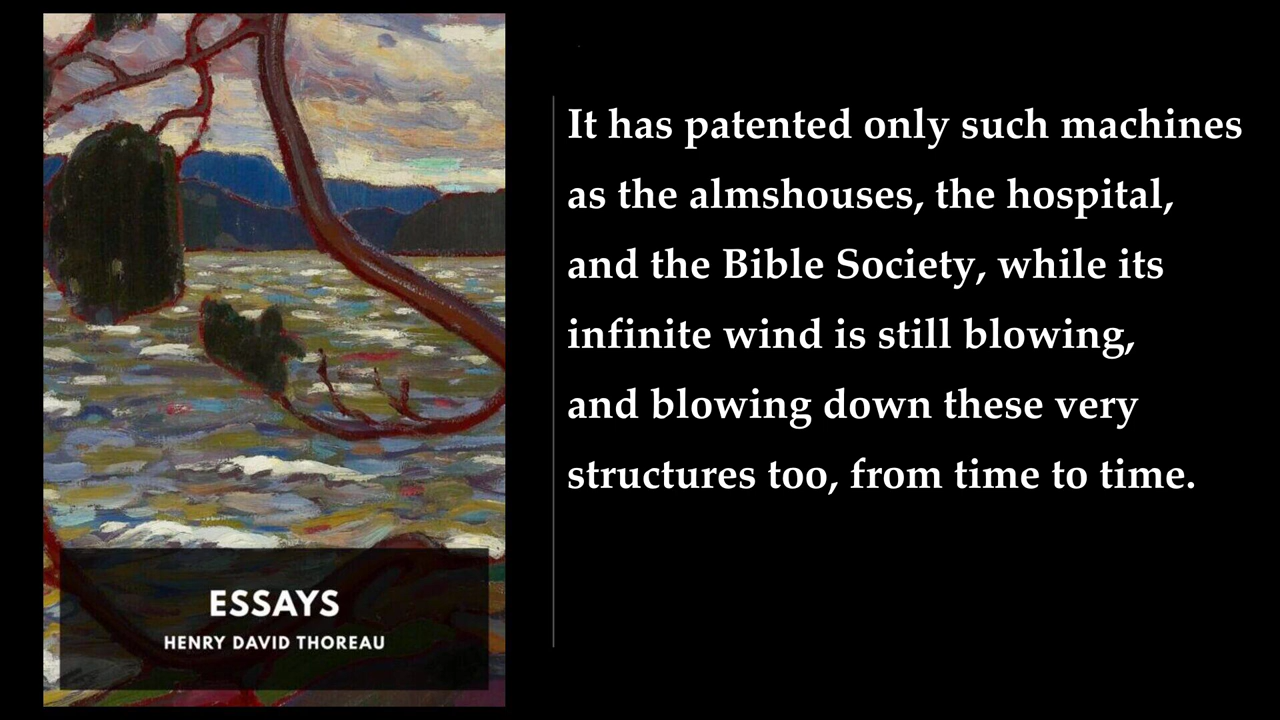 ESSAYS
HENRY DAVID THOREAU
It has patented only such machines
as the almshouses, the hospital,
and the Bible Society, while its
infinite wind is still blowing,
and blowing down these very
structures too, from time to time.